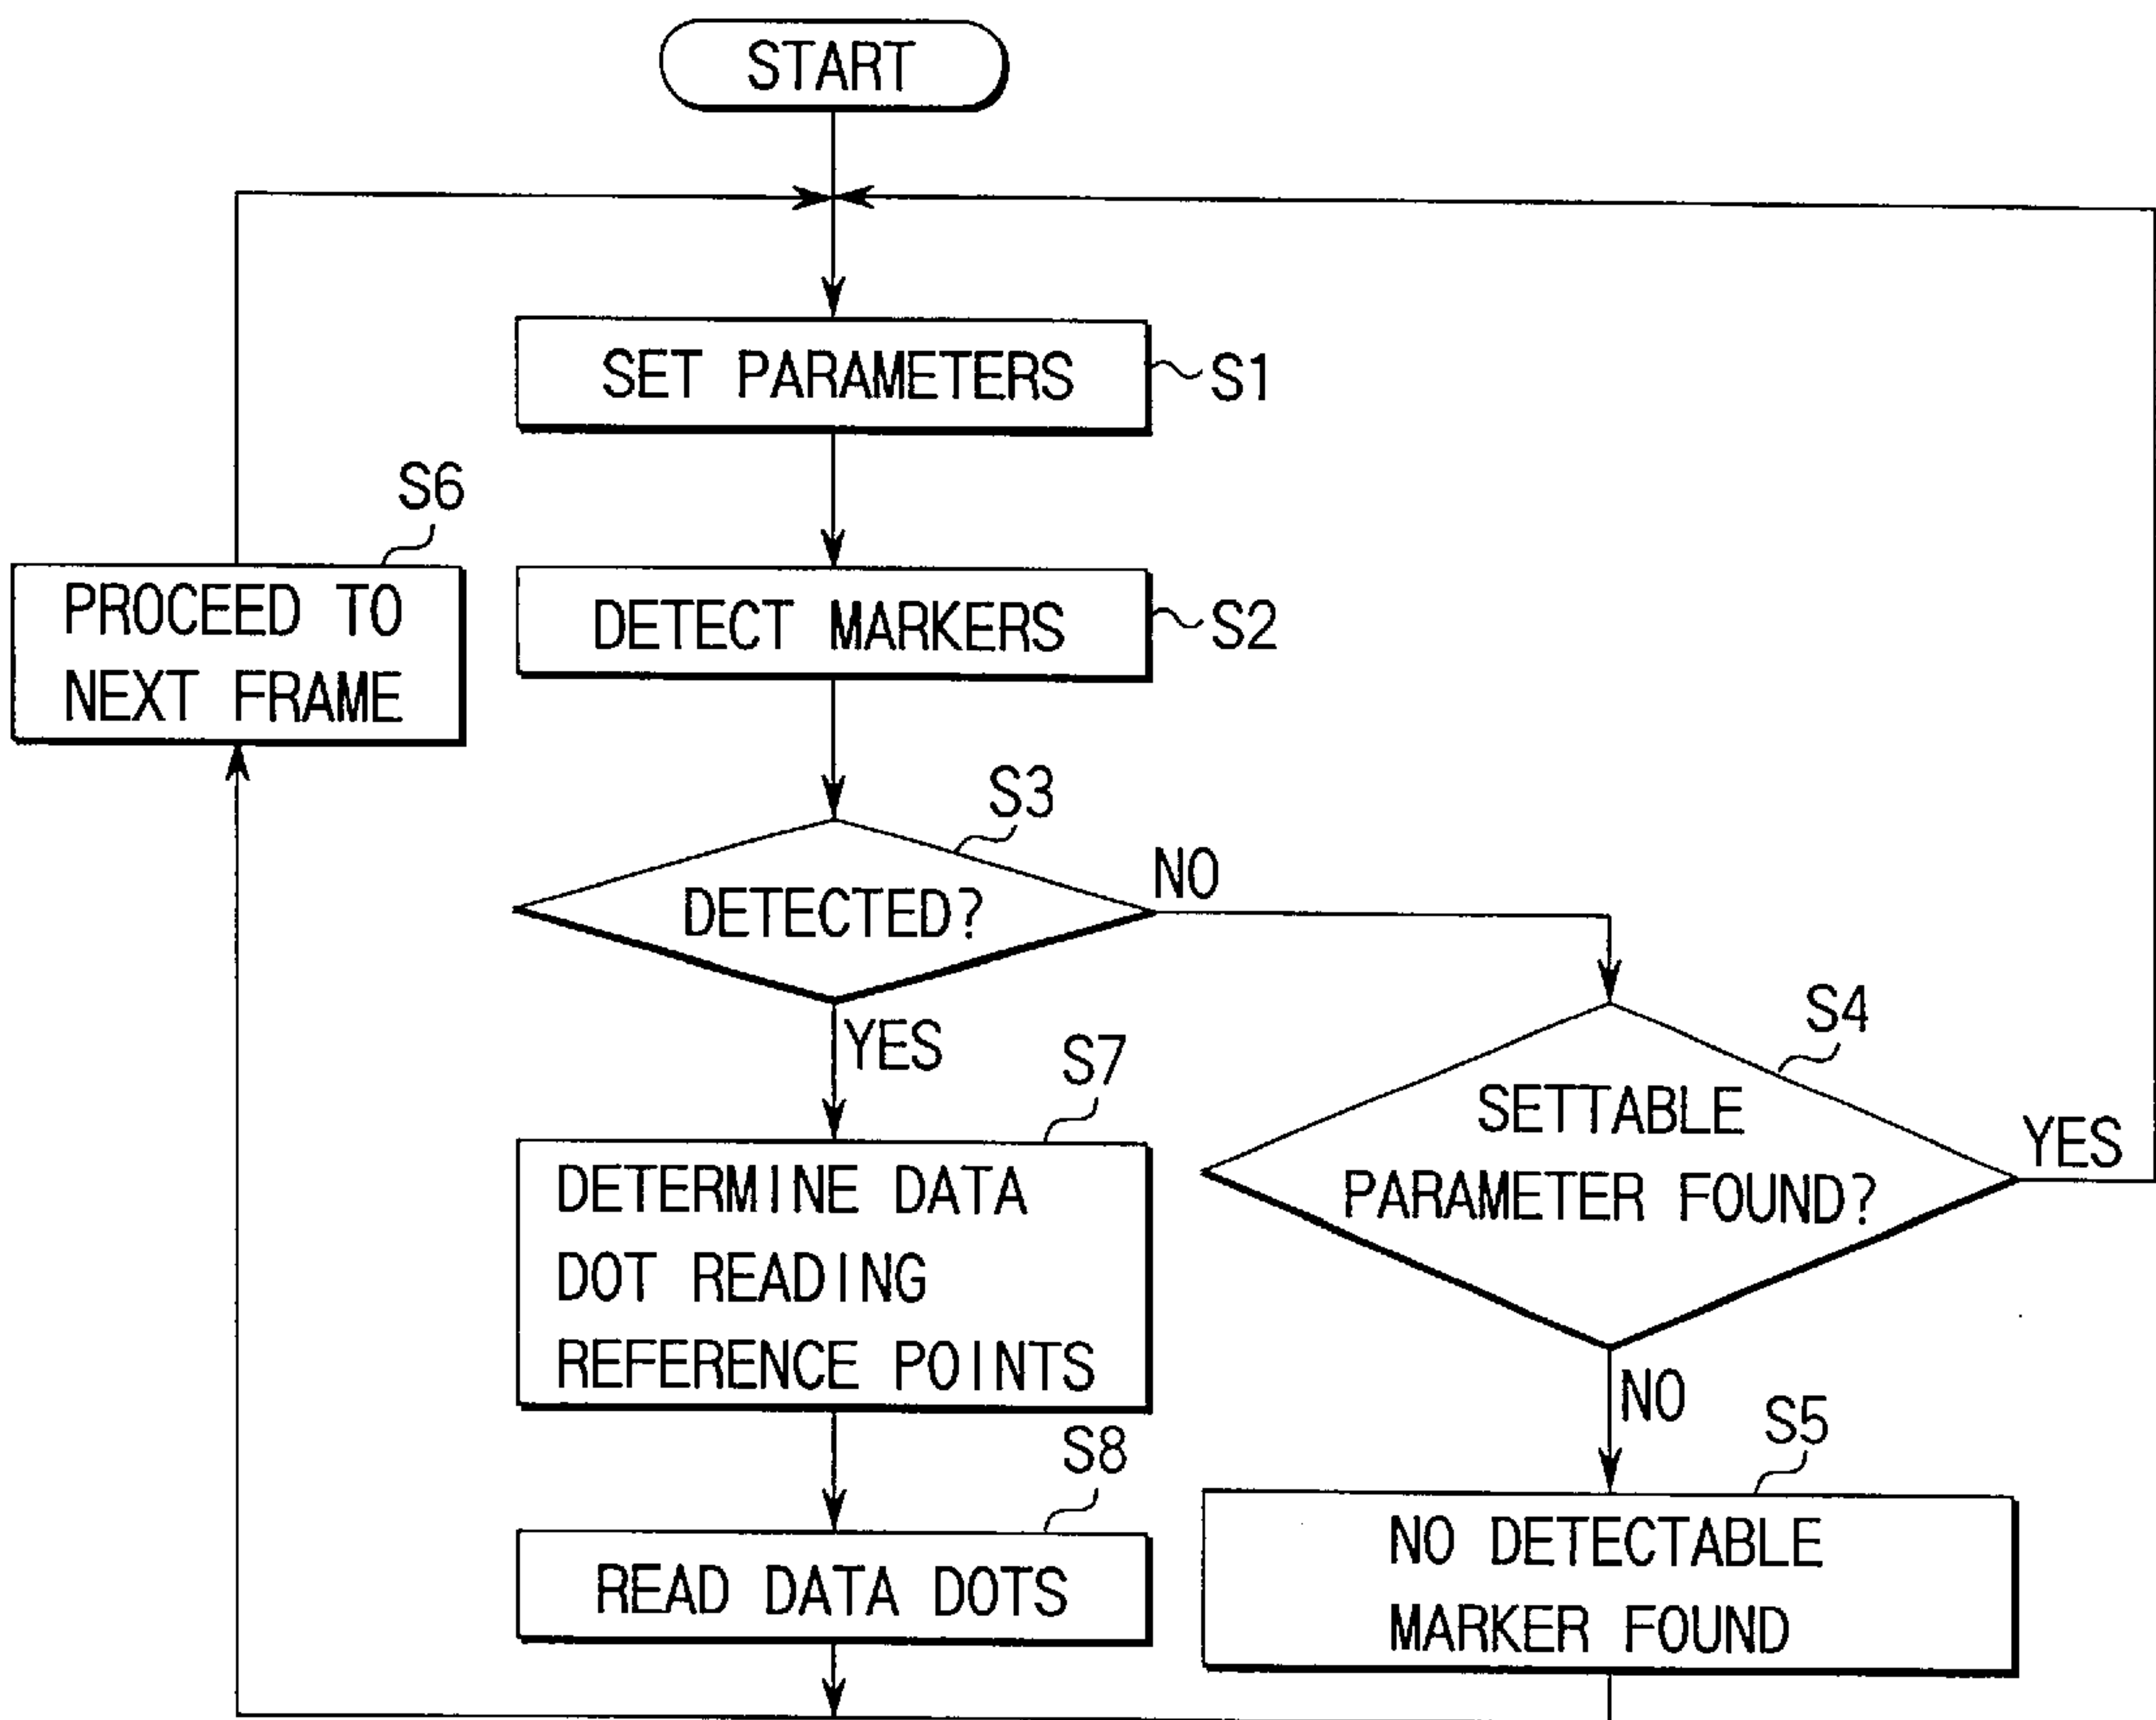 START
SET PARAMETERS
S1
S6
PROCEED TO
NEXT FRAME
DETECT MARKERS
S2
S3
DETECTED?
NO
YES
S4
SETTABLE
PARAMETER FOUND?
YES
S7
DETERMINE DATA
DOT READING
REFERENCE POINTS
NO
S5
NO DETECTABLE
MARKER FOUND
S8
READ DATA DOTS